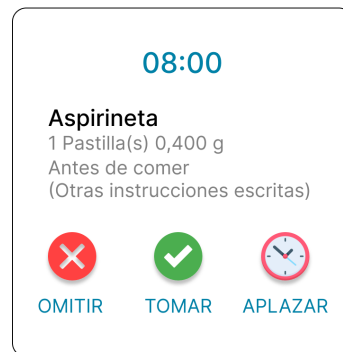 08:00
Aspirineta
1 Pastilla(s) 0,400 g
Antes de comer
(Otras instrucciones escritas)
OMITIR TOMAR APLAZAR